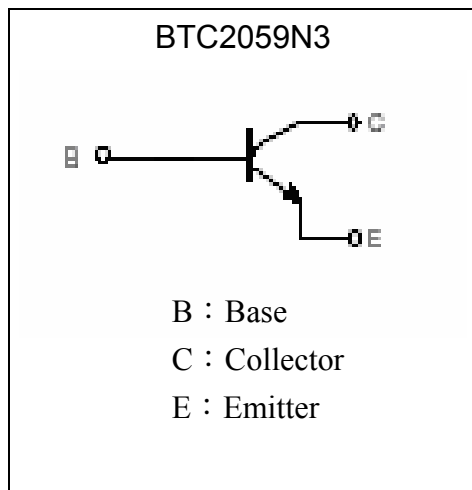 BTC2059N3
B C
E
B：Base
C：Collector
E：Emitter